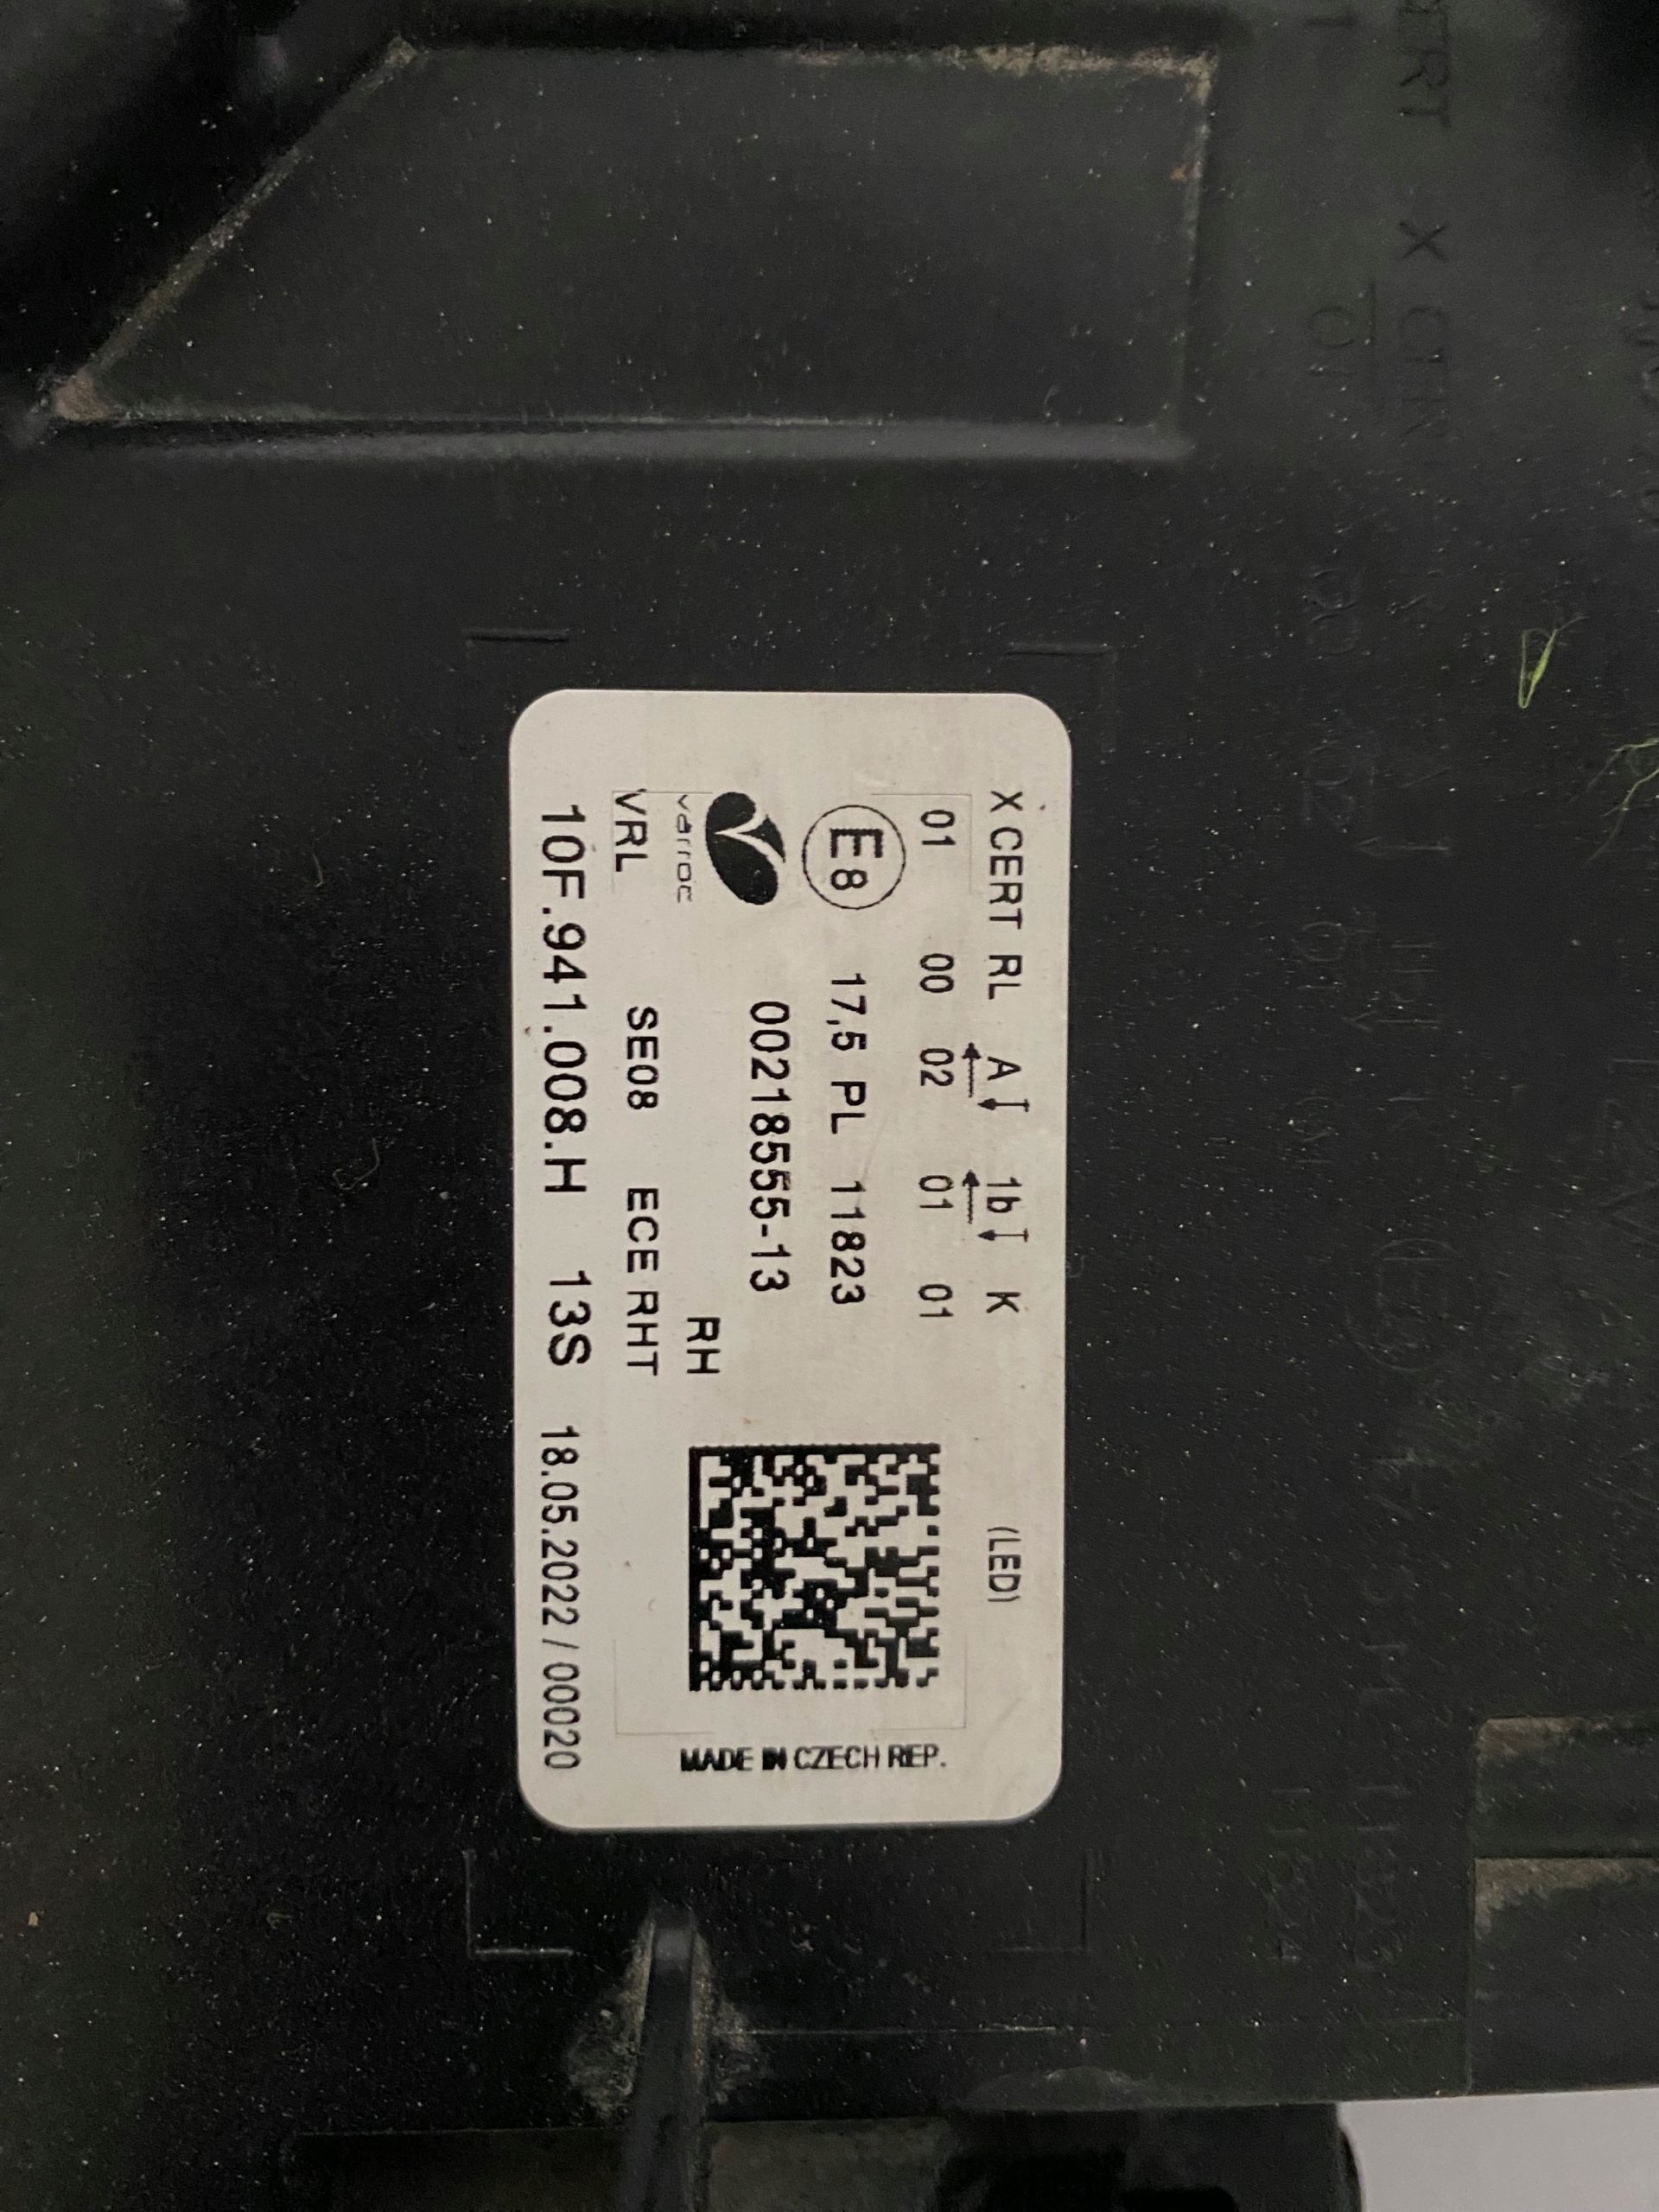 X CERT RL A 1b K (LED)
01 00 02 01 01
E8 17,5 PL 11823
00218555-13
varroc RH
VRL SE08 ECE RHT
10F.941.008.H 13S 18.05.2022 / 00020
MADE IN CZECH REP.